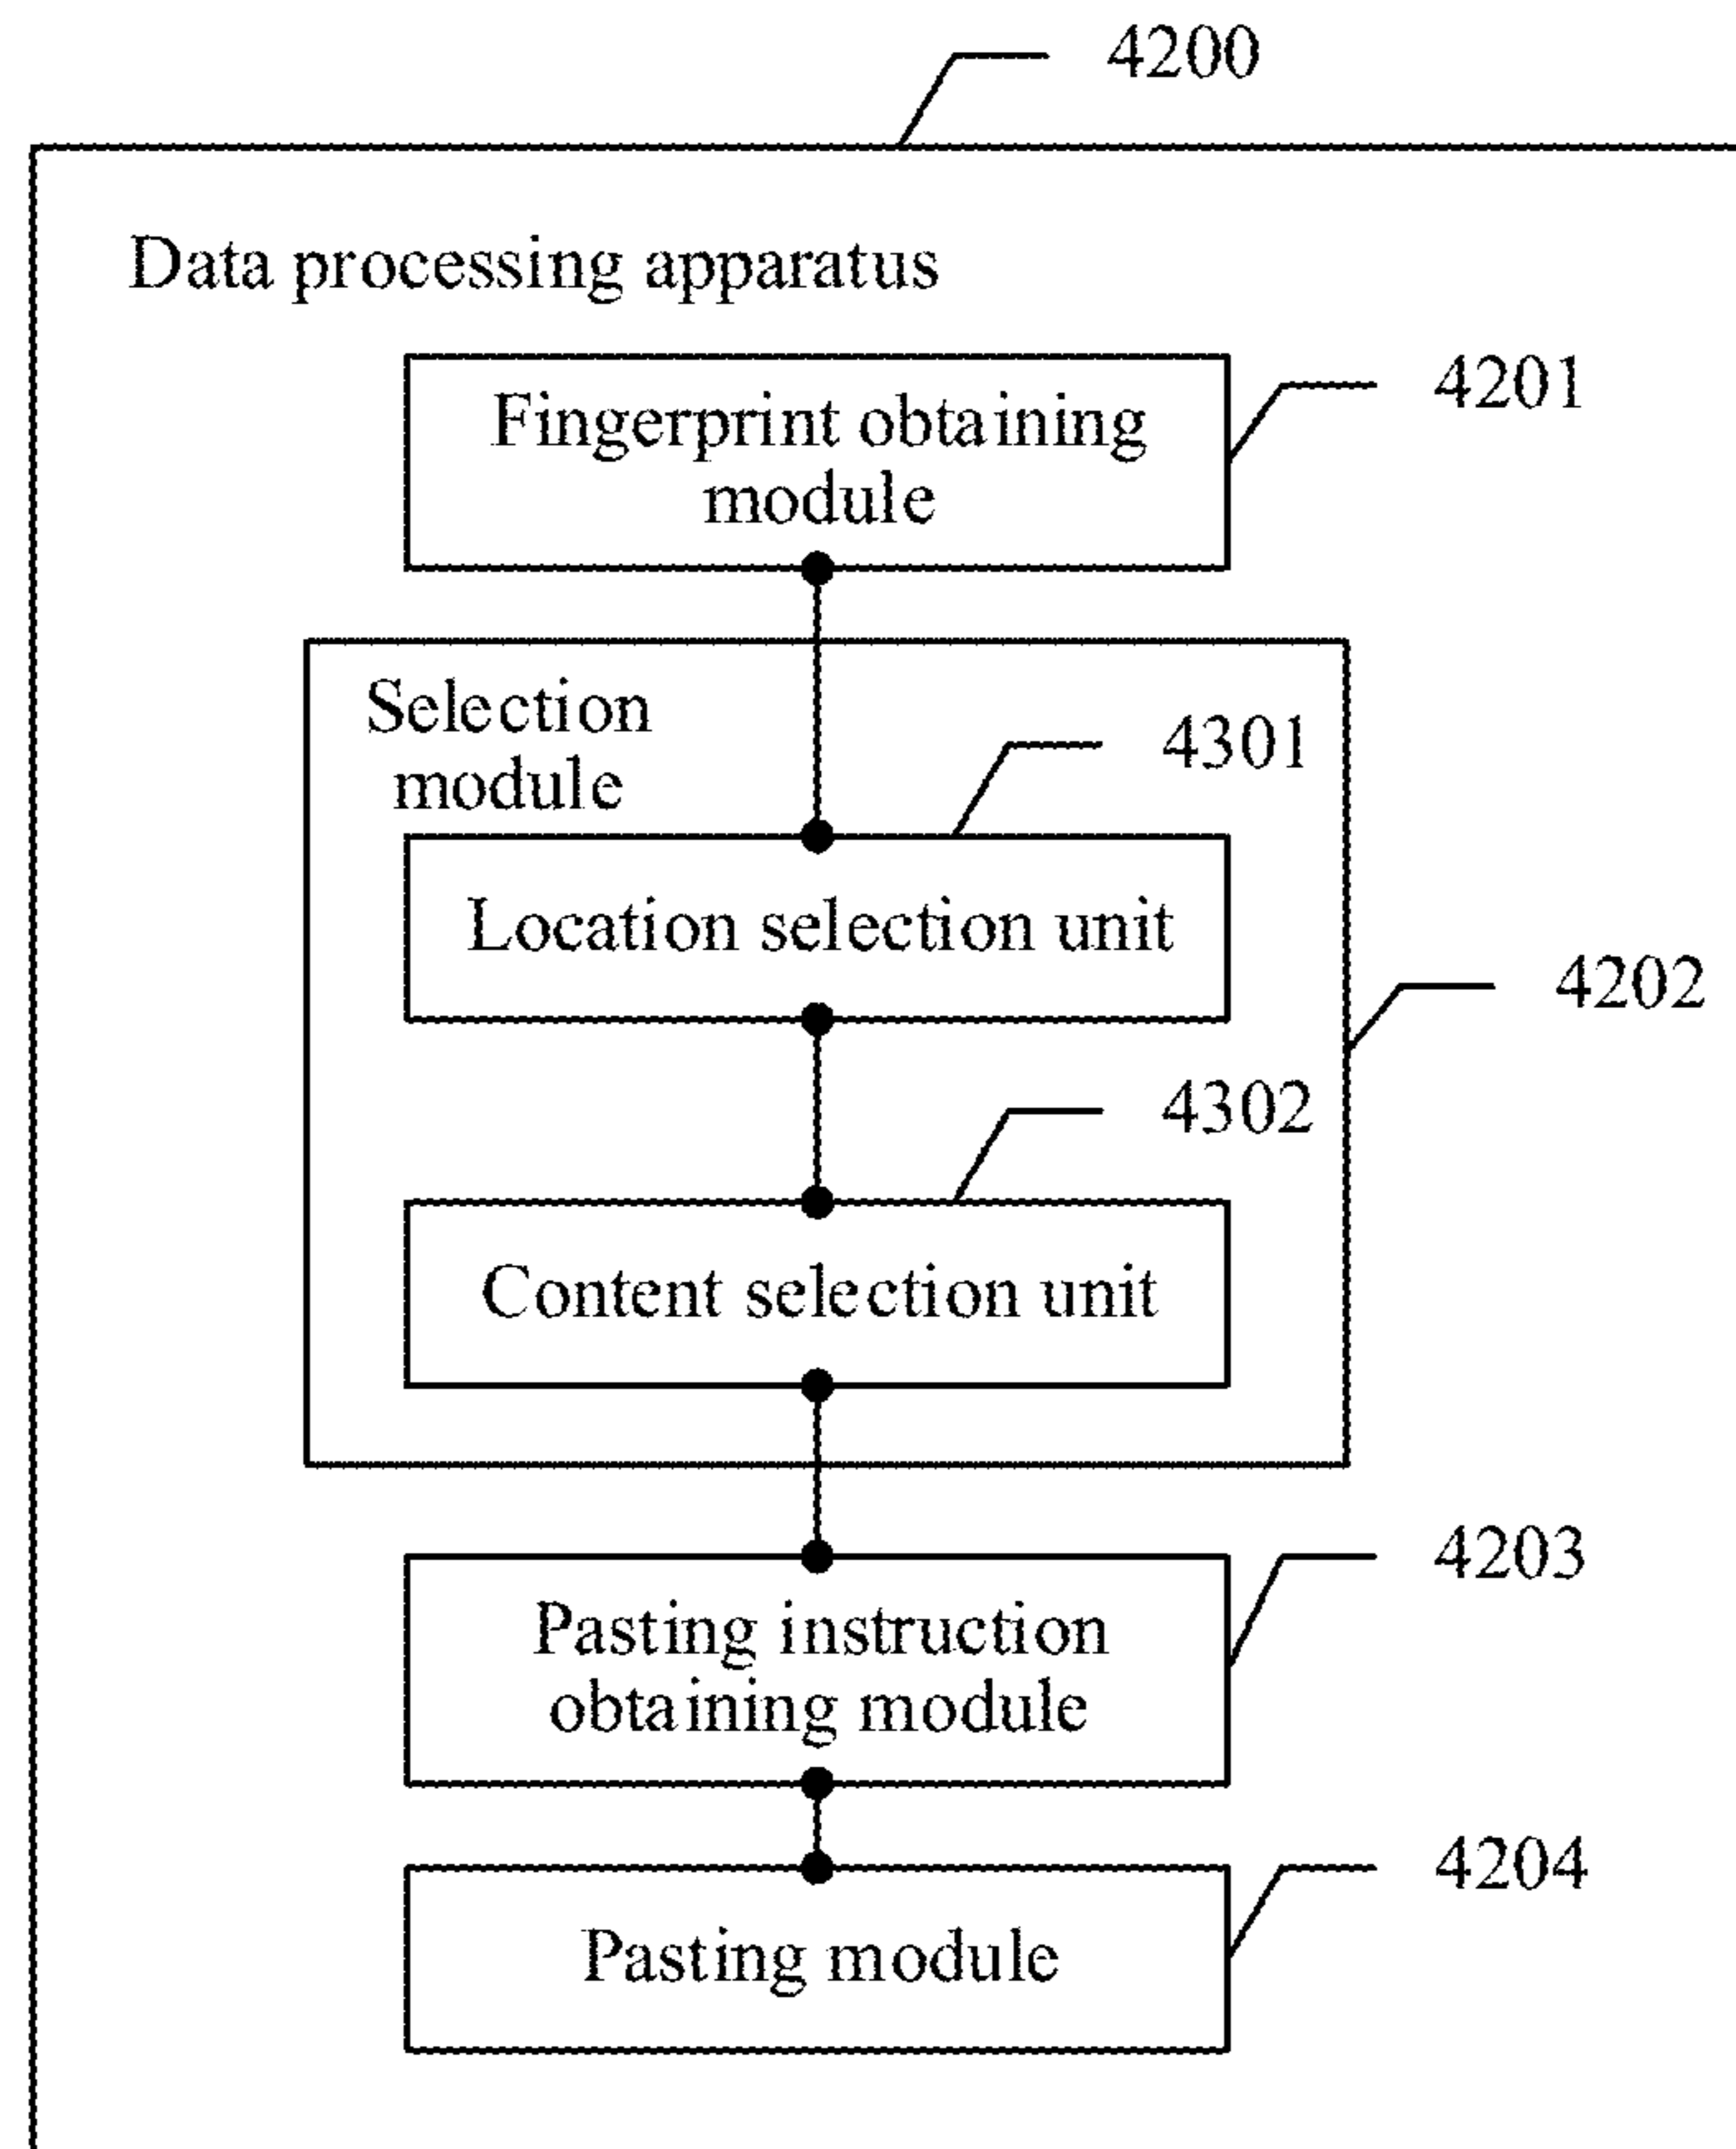 4200
Data processing apparatus
4201
Fingerprint obtaining
module
Selection
module
4301
Location selection unit
4202
4302
Content selection unit
4203
Pasting instruction
obtaining module
4204
Pasting module